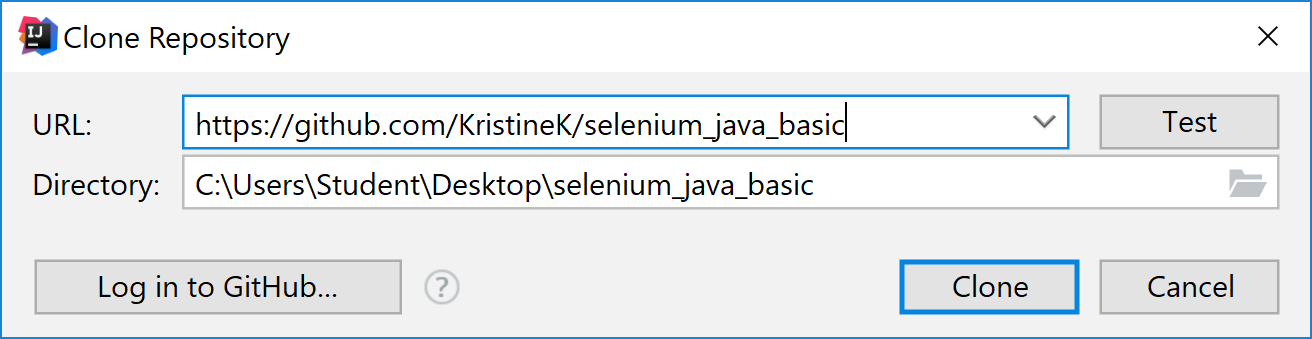 IJ
Clone Repository
URL: https://github.com/KristineK/selenium_java_basic Test
Directory: C:\Users\Student\Desktop\selenium_java_basic
Log in to GitHub... ? Clone Cancel